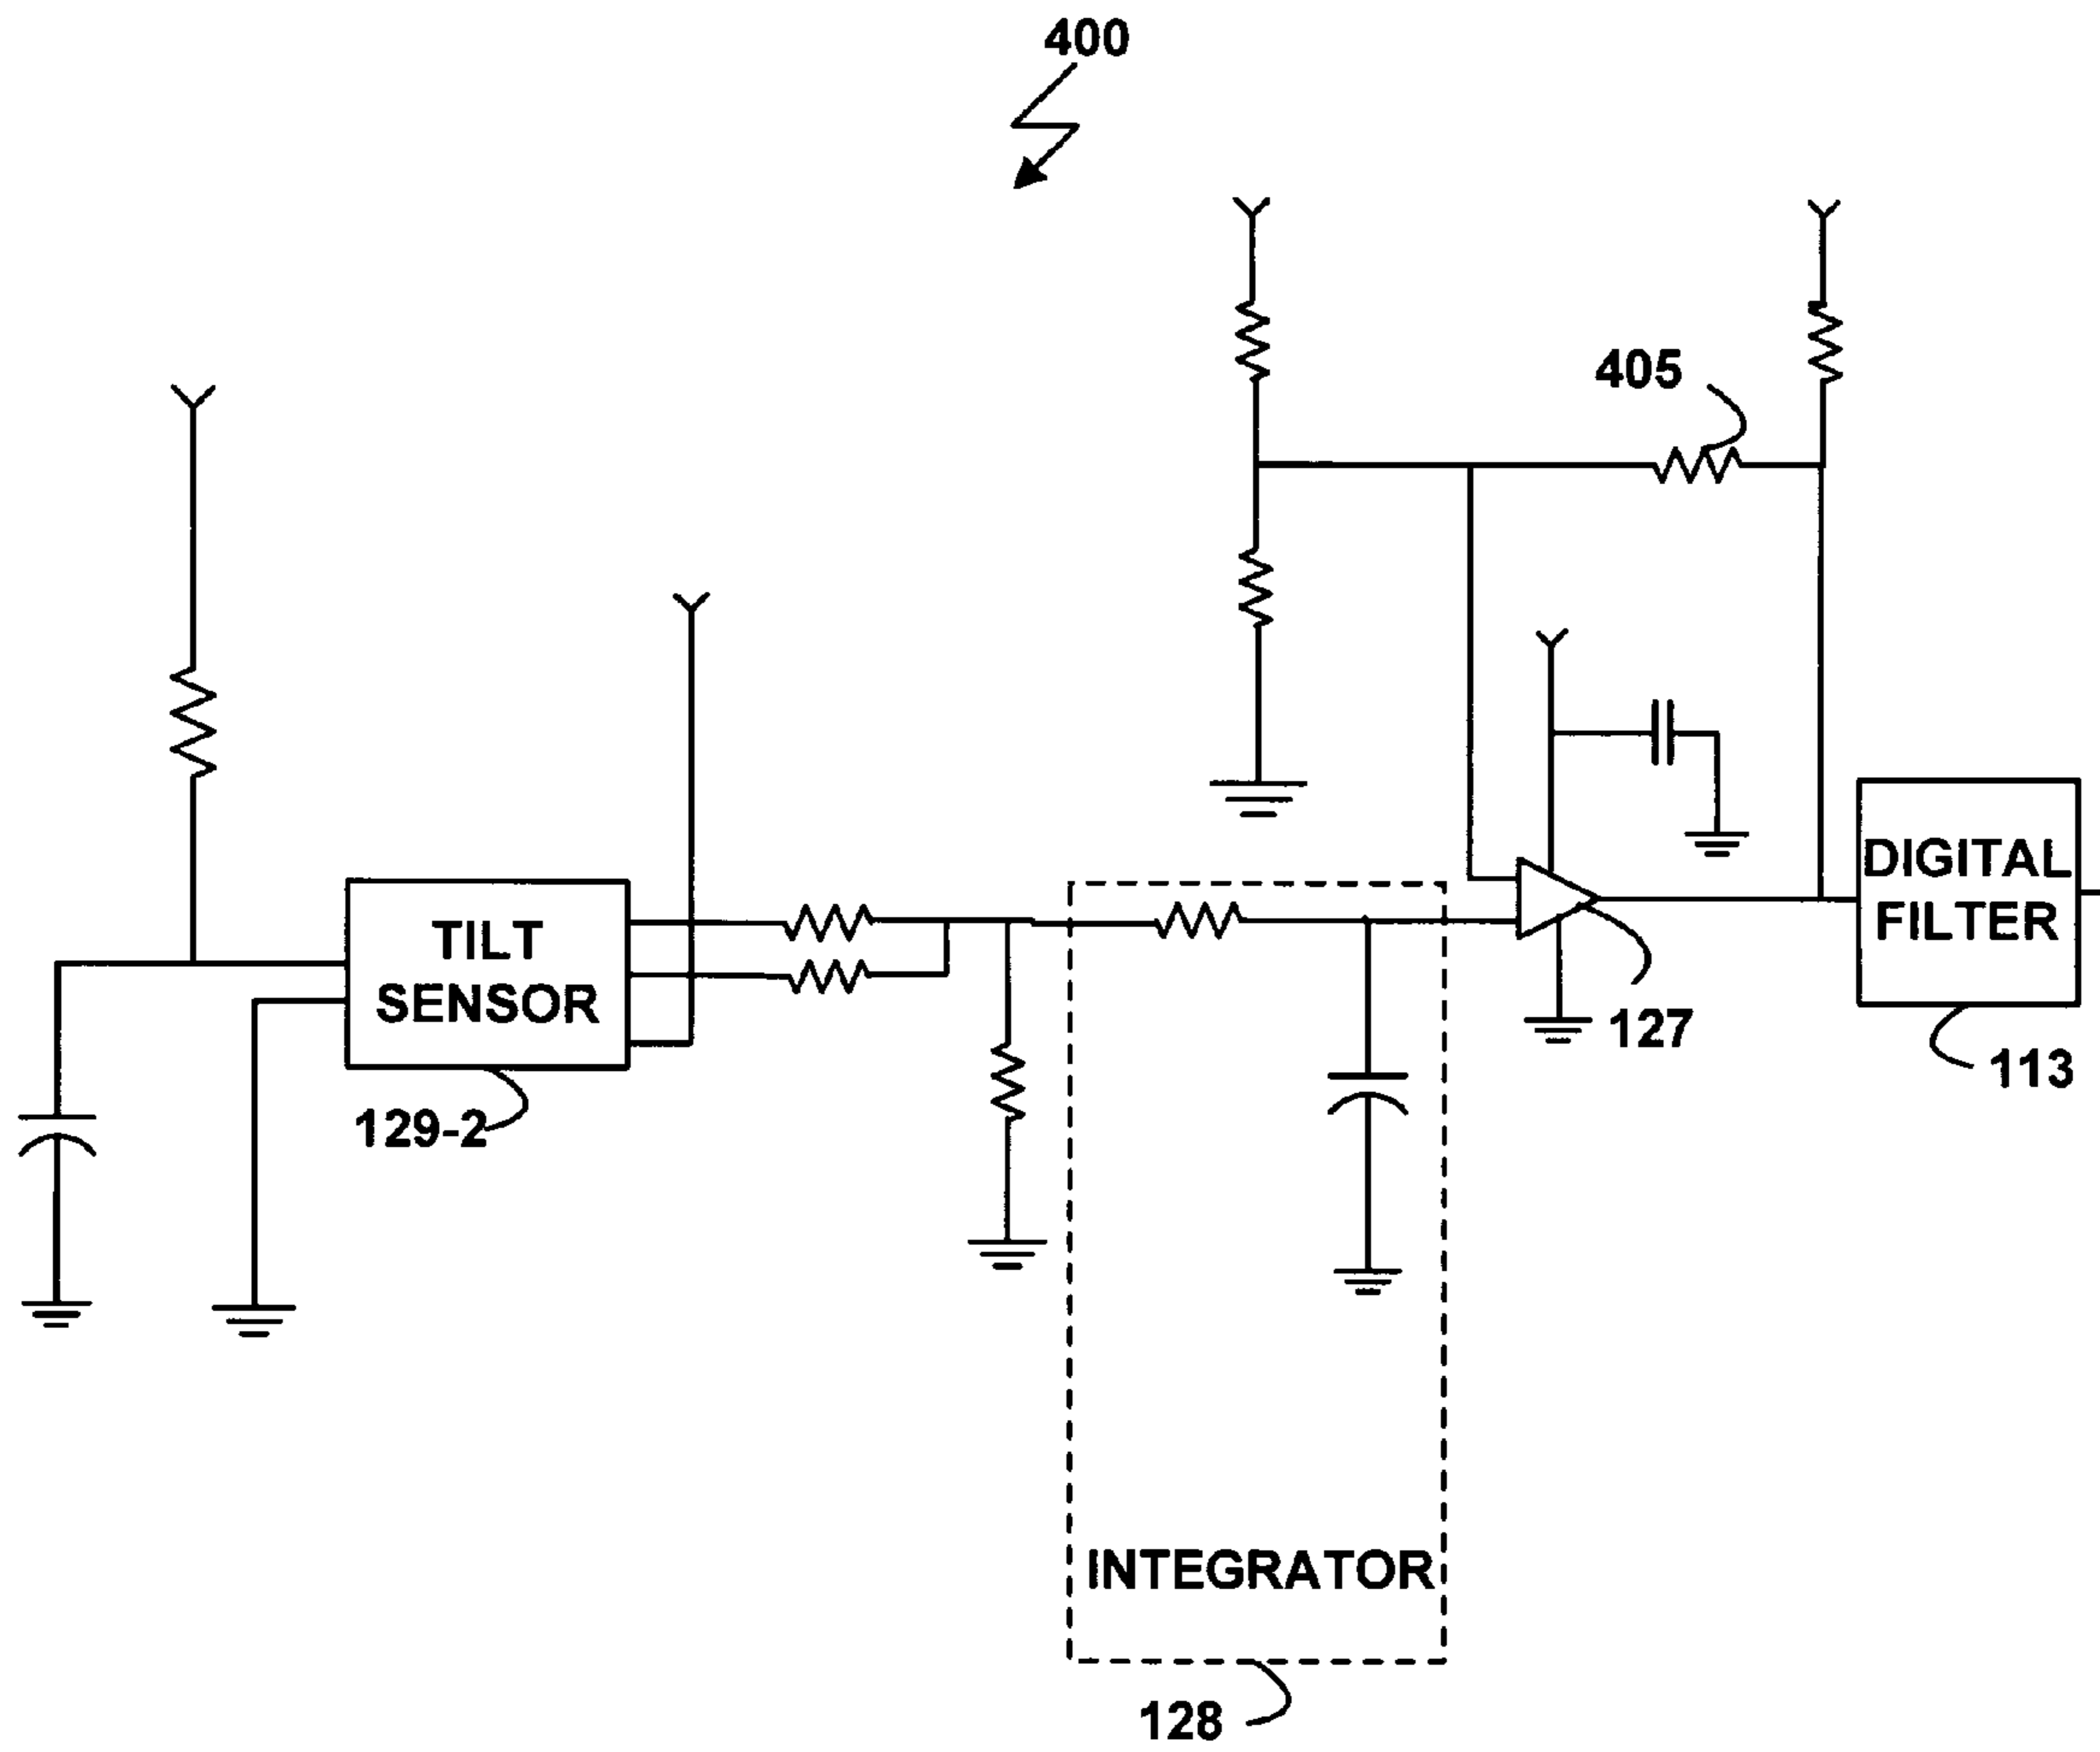 400
405
TILT
SENSOR
129-2
DIGITAL
FILTER
127
113
INTEGRATOR
128